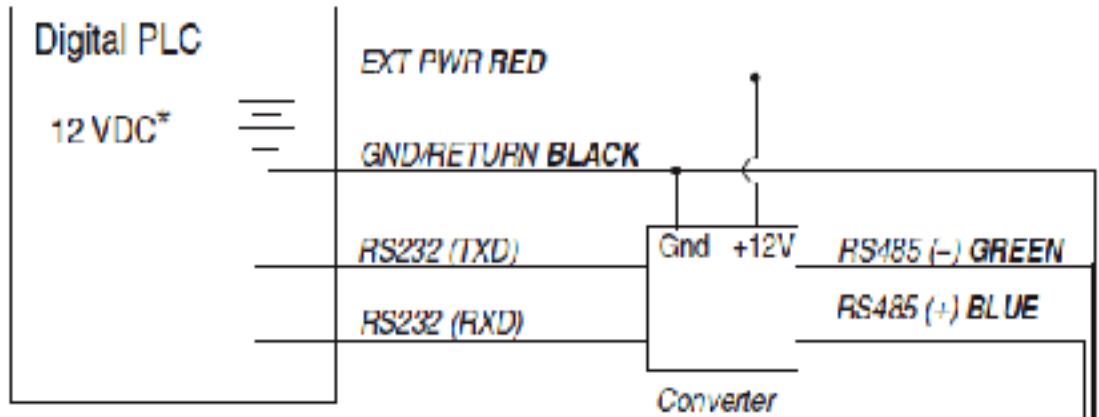 Digital PLC
12 VDC*
EXT PWR RED
GND/RETURN BLACK
RS232 (TXD)
RS232 (RXD)
Gnd +12V
Converter
RS485 (–) GREEN
RS485 (+) BLUE